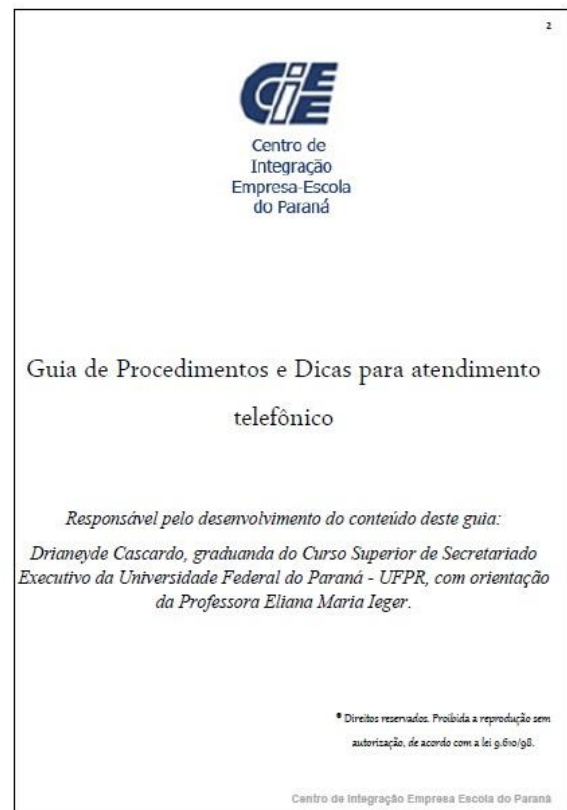 2
CIEE
Centro de
Integração
Empresa-Escola
do Paraná
Guia de Procedimentos e Dicas para atendimento
telefônico
Responsável pelo desenvolvimento do conteúdo deste guia:
Drianeyde Cascardo, graduanda do Curso Superior de Secretariado
Executivo da Universidade Federal do Paraná - UFPR, com orientação
da Professora Eliana Maria Ieger.
® Direitos reservados. Proibida a reprodução sem
autorização, de acordo com a lei 9.610/98.
Centro de Integração Empresa Escola do Paraná